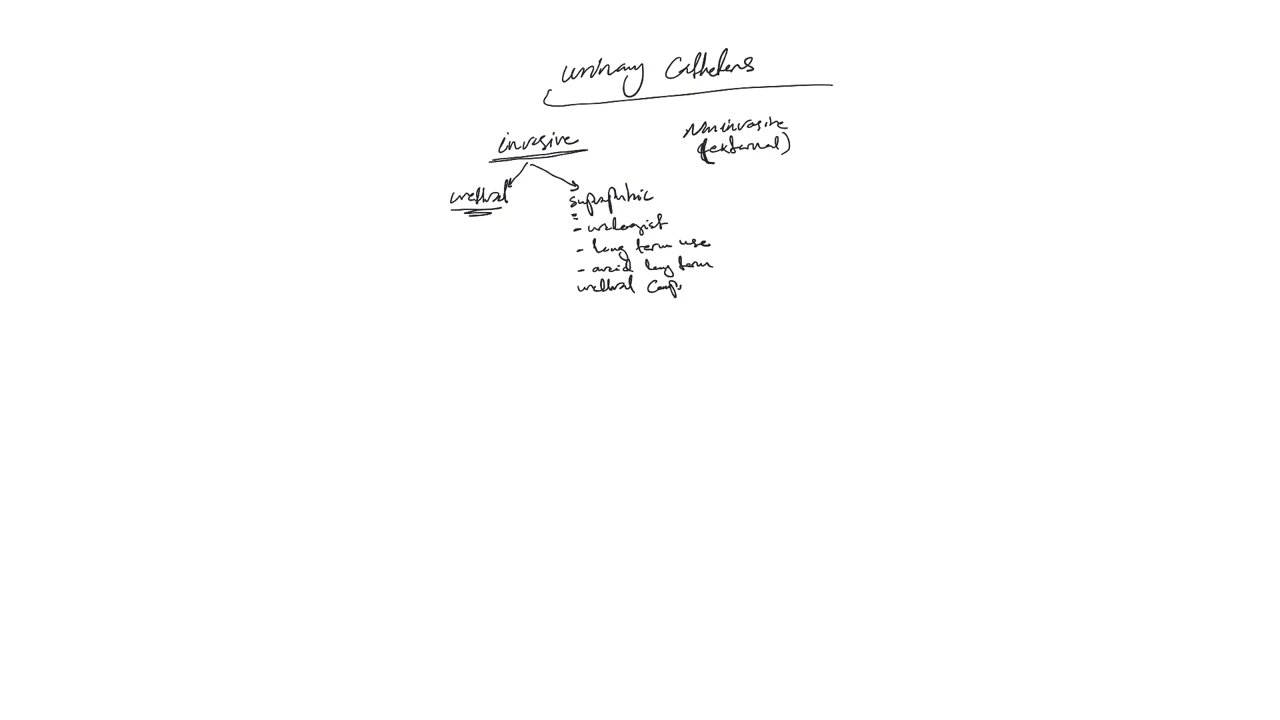 urinary Catheters
invasive
Noninvasive
(external)
urethral
suprapubic
- urologist
- long term use
- avoid long term
urethral Comp.